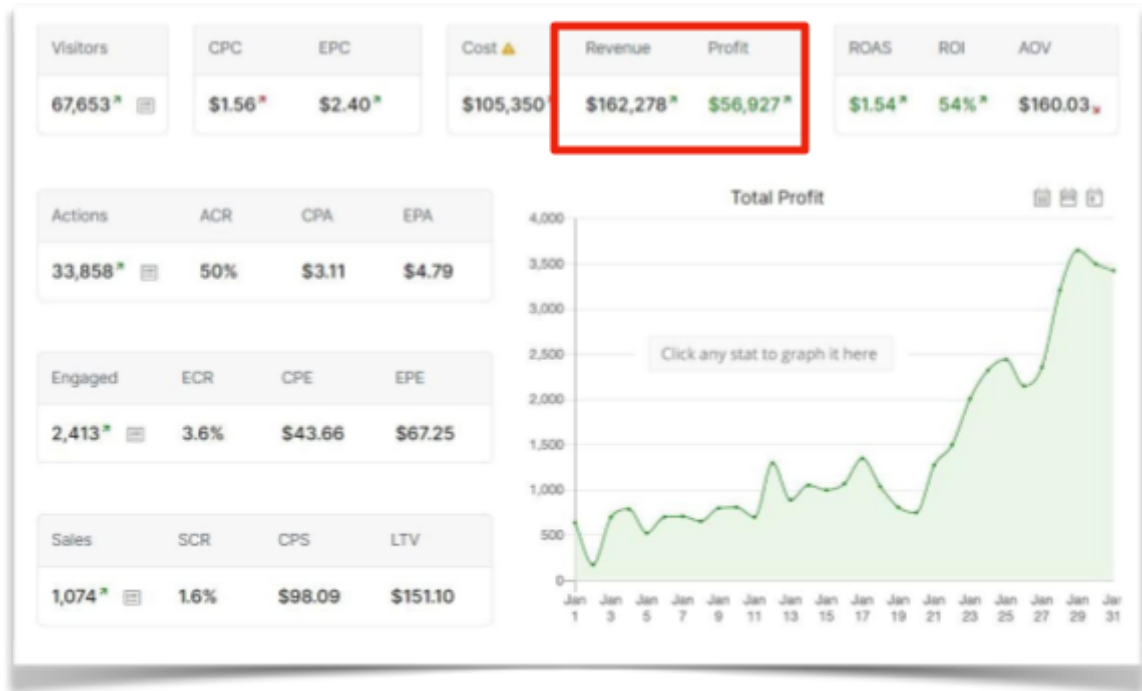 Visitors CPC EPC Cost Revenue Profit ROAS ROI AOV
67,653 $1.56 $2.40 $105,350 $162,278 $56,927 $1.54 54% $160.03
Total Profit
Actions ACR CPA EPA
33,858 50% $3.11 $4.79
Engaged ECR CPE EPE
2,413 3.6% $43.66 $67.25
Sales SCR CPS LTV
1,074 1.6% $98.09 $151.10
4,000
3,500
3,000
2,500
2,000
1,500
1,000
500
0
Click any stat to graph it here
Jan Jan Jan Jan Jan Jan Jan Jan Jan Jan Jan Jan Jan Jan Jan Jar
1 3 5 7 9 11 13 15 17 19 21 23 25 27 29 31